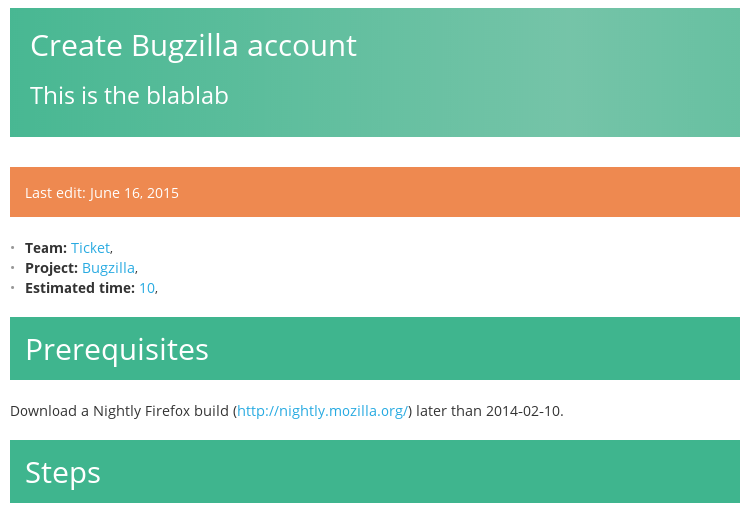 Create Bugzilla account
This is the blablab
Last edit: June 16, 2015
• Team: Ticket,
• Project: Bugzilla,
• Estimated time: 10,
Prerequisites
Download a Nightly Firefox build (http://nightly.mozilla.org/) later than 2014-02-10.
Steps